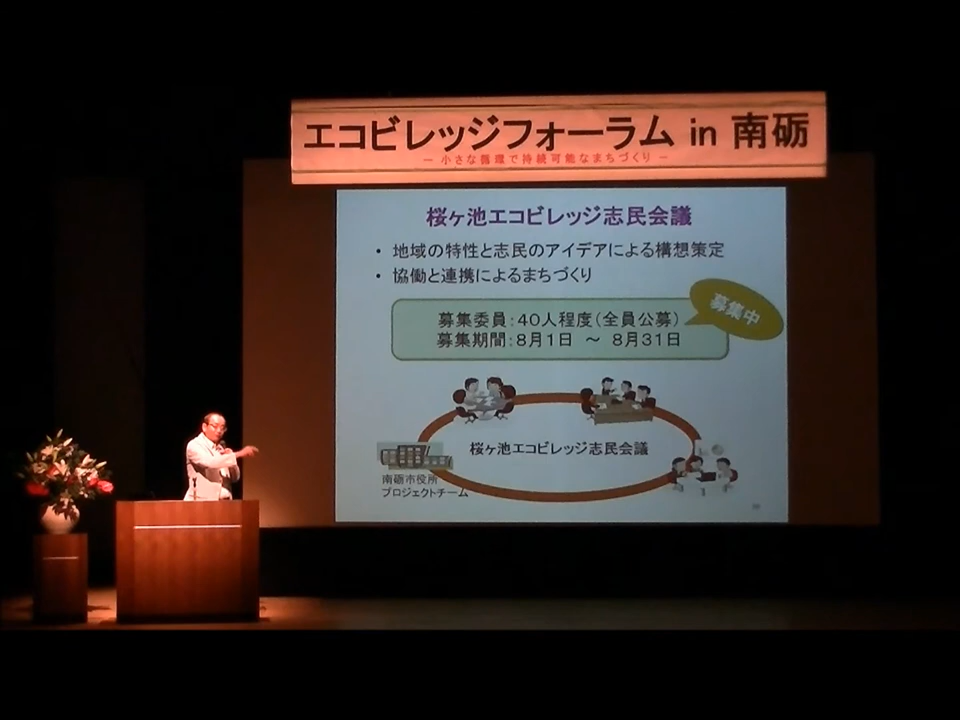 エコビレッジフォーラム in 南砺
－ 小さな循環で持続可能なまちづくり －
桜ヶ池エコビレッジ志民会議
・ 地域の特性と志民のアイデアによる構想策定
・ 協働と連携によるまちづくり
募集中
募集委員：４０人程度（全員公募）
募集期間：８月１日 ～ ８月３１日
桜ヶ池エコビレッジ志民会議
南砺市役所
プロジェクトチーム